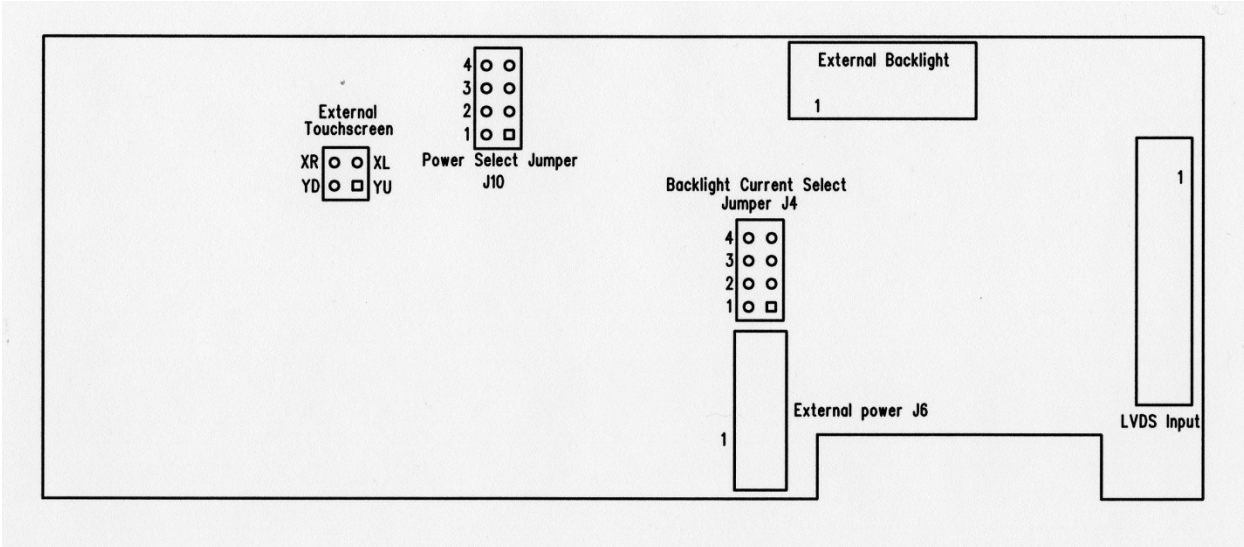 External Backlight
1
4
3
2
1
Power Select Jumper
J10
External
Touchscreen
XR XL
YD YU
1
LVDS Input
Backlight Current Select
Jumper J4
4
3
2
1
External power J6
1